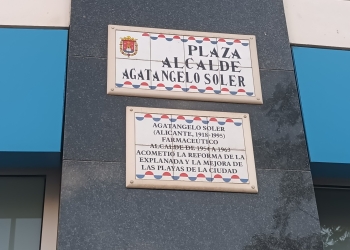 PLAZA
ALCALDE
AGATANGELO SOLER
AGATANGELO SOLER
(ALICANTE, 1918-1995)
FARMACEUTICO
ALCALDE DE 1954 A 1963
ACOMETIÓ LA REFORMA DE LA
EXPLANADA Y LA MEJORA DE
LAS PLAYAS DE LA CIUDAD